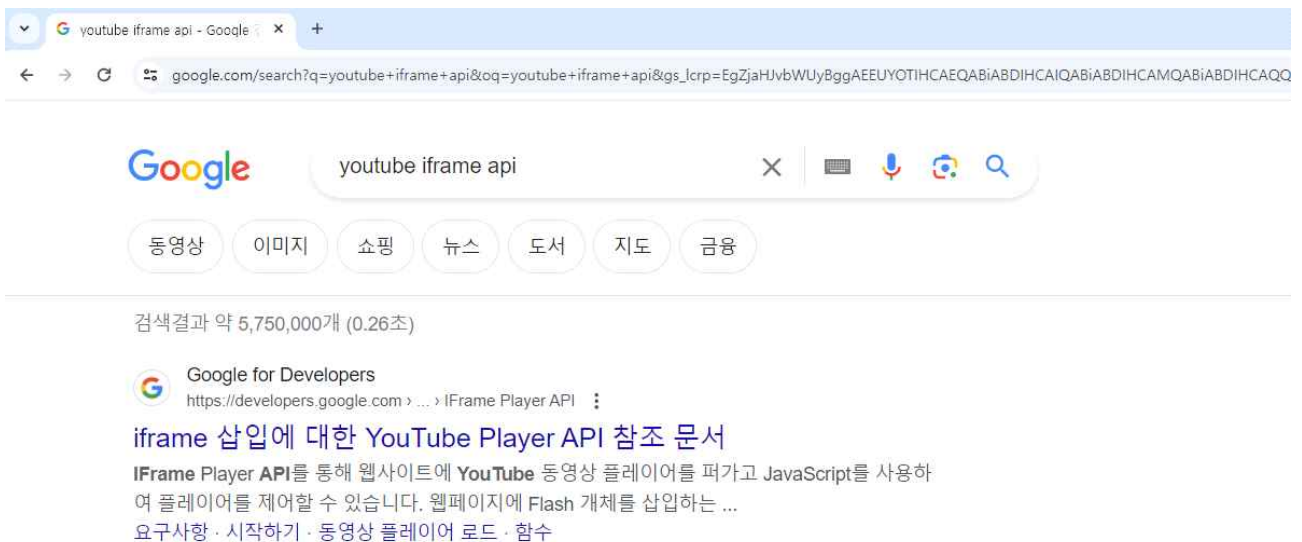 youtube iframe api - Google
google.com/search?q=youtube+iframe+api&oq=youtube+iframe+api&gs_lcrp=EgZjaHJvbWUyBggAEEUYOTIHCAEQABiABDIHCAIQABiABDIHCAMQABiABDIHCAQQ
Google youtube iframe api
동영상 이미지 쇼핑 뉴스 도서 지도 금융
검색결과 약 5,750,000개 (0.26초)
Google for Developers
https://developers.google.com › ... › IFrame Player API
iframe 삽입에 대한 YouTube Player API 참조 문서
IFrame Player API를 통해 웹사이트에 YouTube 동영상 플레이어를 퍼가고 JavaScript를 사용하
여 플레이어를 제어할 수 있습니다. 웹페이지에 Flash 개체를 삽입하는 ...
요구사항 · 시작하기 · 동영상 플레이어 로드 · 함수